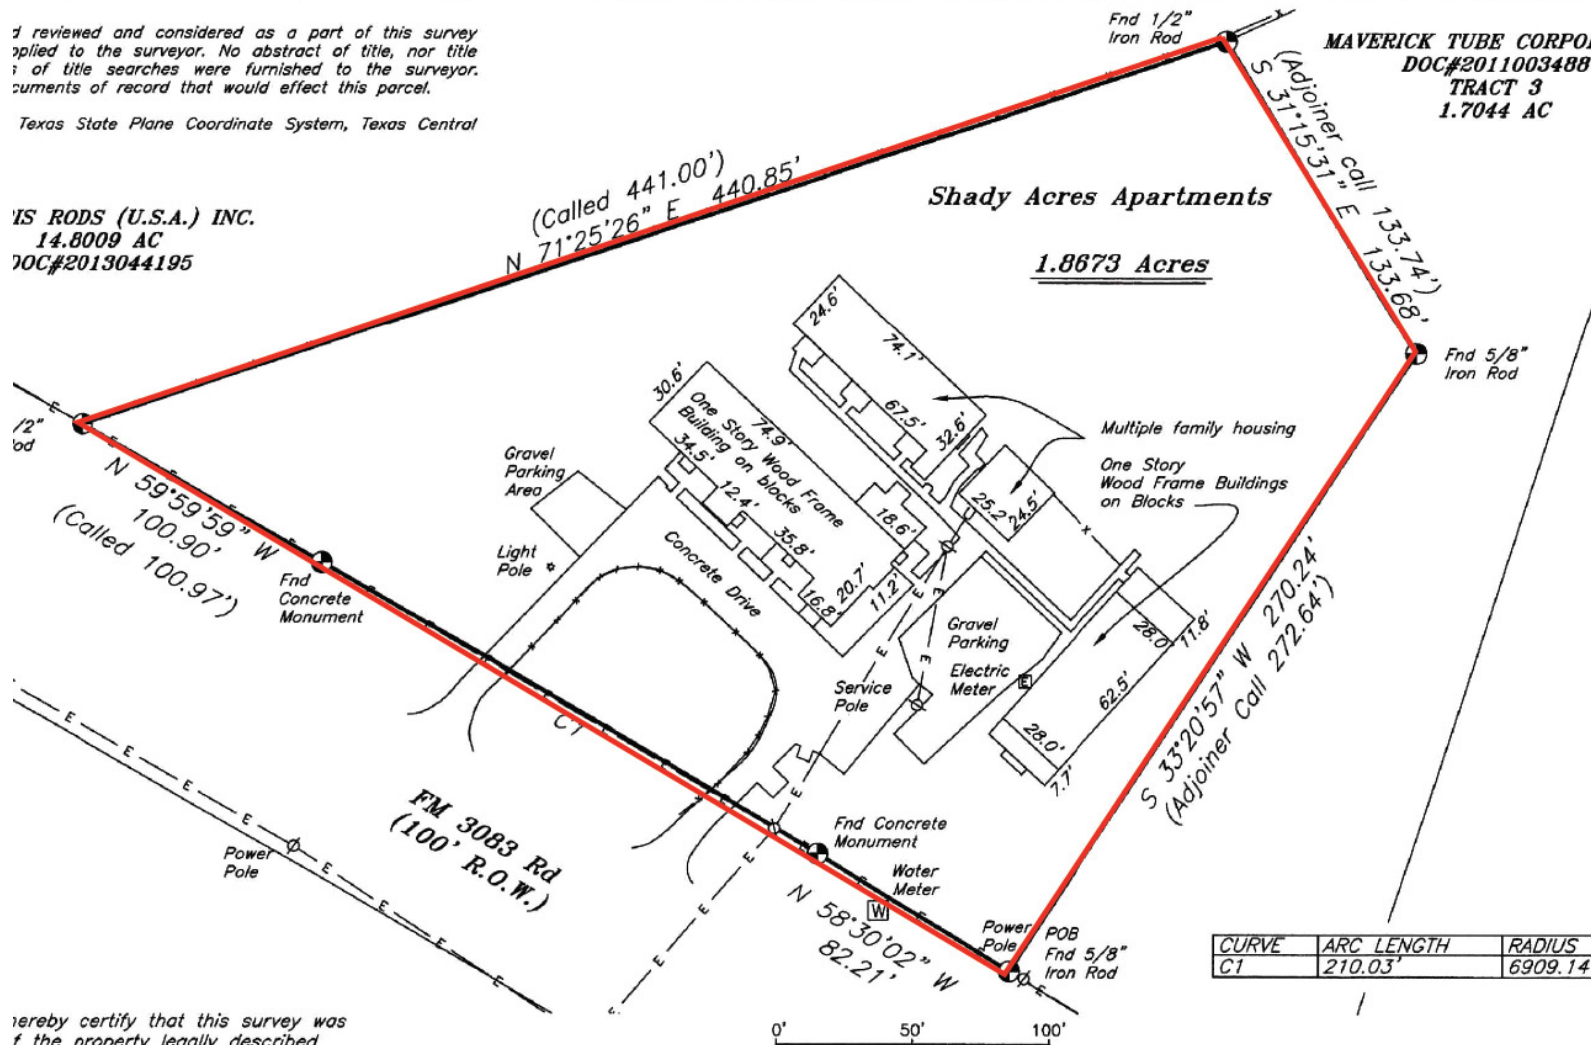 d reviewed and considered as a part of this survey
pplied to the surveyor. No abstract of title, nor title
s of title searches were furnished to the surveyor.
cuments of record that would effect this parcel.
Texas State Plane Coordinate System, Texas Central
Fnd 1/2"
Iron Rod
MAVERICK TUBE CORPO
DOC#2011003488
TRACT 3
1.7044 AC
(Adjoiner call 133.74')
S 31°15'31" E 133.68'
(Called 441.00')
N 71°25'26" E 440.85'
Shady Acres Apartments
1.8673 Acres
IS RODS (U.S.A.) INC.
14.8009 AC
DOC#2013044195
Fnd 5/8"
Iron Rod
/2"
od
E
E
N 59°59'59" W
100.90'
(Called 100.97')
Fnd
Concrete
Monument
Gravel
Parking
Area
Light
Pole
30.6'
One Story Wood Frame
Building on blocks
74.9'
34.5'
12.4'
35.8'
16.8'
20.7'
11.2'
18.6'
24.6'
74.1'
67.5'
32.6'
25.2'
24.5'
x
Multiple family housing
One Story
Wood Frame Buildings
on Blocks
Concrete Drive
Gravel
Parking
Electric
Meter
E
Service
Pole
28.0'
11.8'
62.5'
28.0'
7.7'
E
E
E
E
E
E
E
S 33°20'57" W 270.24'
(Adjoiner Call 272.64')
C1
FM 3083 Rd
(100' R.O.W.)
E
E
E
E
E
Power
Pole
E
E
E
E
Fnd Concrete
Monument
Water
Meter
W
N 58°30'02" W
82.21'
Power
Pole
POB
Fnd 5/8"
Iron Rod
E
CURVE ARC LENGTH RADIUS
C1 210.03' 6909.14
ereby certify that this survey was
f the property legally described
0' 50' 100'